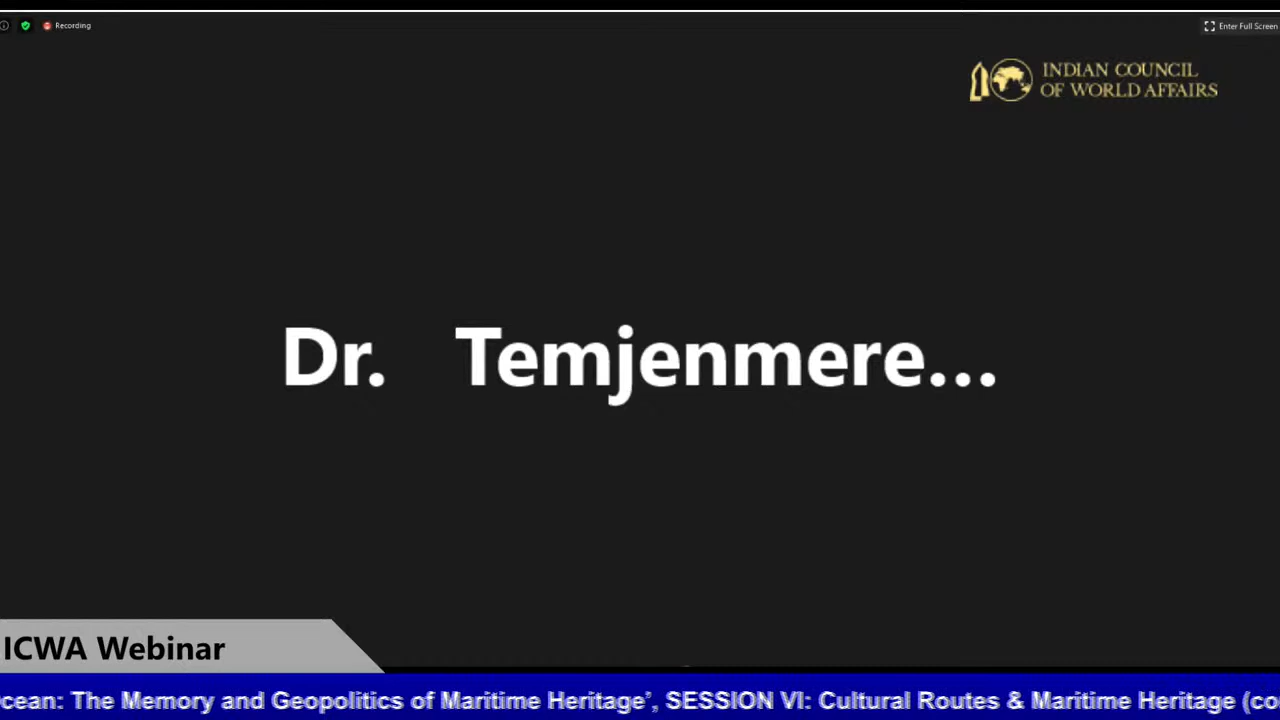 Recording
Enter Full Screen
INDIAN COUNCIL
OF WORLD AFFAIRS
Dr. Temjenmere...
ICWA Webinar
cean: The Memory and Geopolitics of Maritime Heritage', SESSION VI: Cultural Routes & Maritime Heritage (co